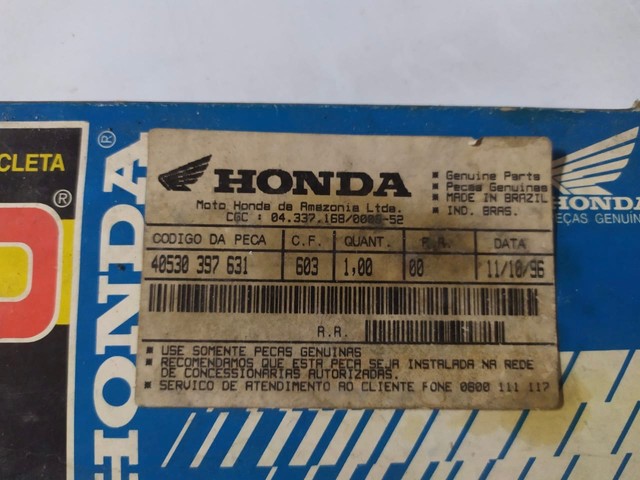 CLETA
®
HONDA®
HONDA
Moto Honda da Amazonia Ltda.
CGC : 04.337.168/0005-52
Genuine Parts
Pecas Genuinas
MADE IN BRAZIL
IND. BRAS.
HONDA
PEÇAS GENUÍN
CODIGO DA PECA C.F. QUANT. R.R. DATA
40530 397 631 603 1,00 00 11/10/96
A.R.
USE SOMENTE PECAS GENUINAS
RECOMENDAMOS QUE ESTA PECA SEJA INSTALADA NA REDE
DE CONCESSIONARIAS AUTORIZADAS.
SERVICO DE ATENDIMENTO AO CLIENTE FONE 0800 111 117